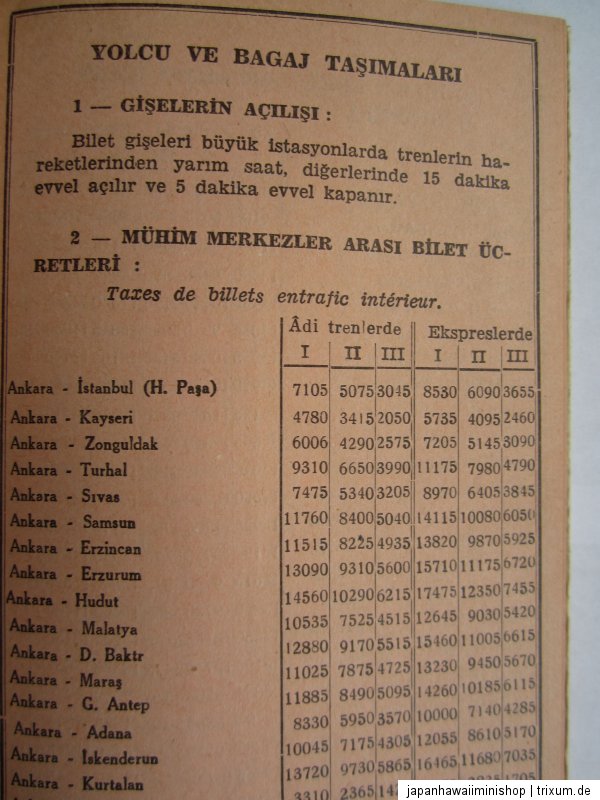 YOLCU VE BAGAJ TAŞIMALARI
1 — GİŞELERİN AÇILIŞI :
Bilet gişeleri büyük istasyonlarda trenlerin ha-
reketlerinden yarım saat, diğerlerinde 15 dakika
evvel açılır ve 5 dakika evvel kapanır.
2 — MÜHİM MERKEZLER ARASI BİLET ÜC-
RETLERİ :
Taxes de billets entrafic intérieur.
Âdi trenlerde Ekspreslerde
I II III I II III
Ankara - İstanbul (H. Paşa) 7105 5075 3045 8530 6090 3655
Ankara - Kayseri 4780 3415 2050 5735 4095 2460
Ankara - Zonguldak 6006 4290 2575 7205 5145 3090
Ankara - Turhal 9310 6650 3990 11175 7980 4790
Ankara - Sıvas 7475 5340 3205 8970 6405 3845
Ankara - Samsun 11760 8400 5040 14115 10080 6050
Ankara - Erzincan 11515 8225 4935 13820 9870 5925
Ankara - Erzurum 13090 9310 5600 15710 11175 6720
Ankara - Hudut 14560 10290 6215 17475 12350 7455
Ankara - Malatya 10535 7525 4515 12645 9030 5420
Ankara - D. Baktr 12880 9170 5515 15460 11005 6615
Ankara - Maraş 11025 7875 4725 13230 9450 5670
Ankara - G. Antep 11885 8490 5095 14260 10185 6115
Ankara - Adana 8330 5950 3570 10000 7140 4285
Ankara - İskenderun 10045 7175 4305 12055 8610 5170
Ankara - Kurtalan 13720 9730 5865 16465 11680 7035
3310 2365
japanhawaiiminishop | trixum.de